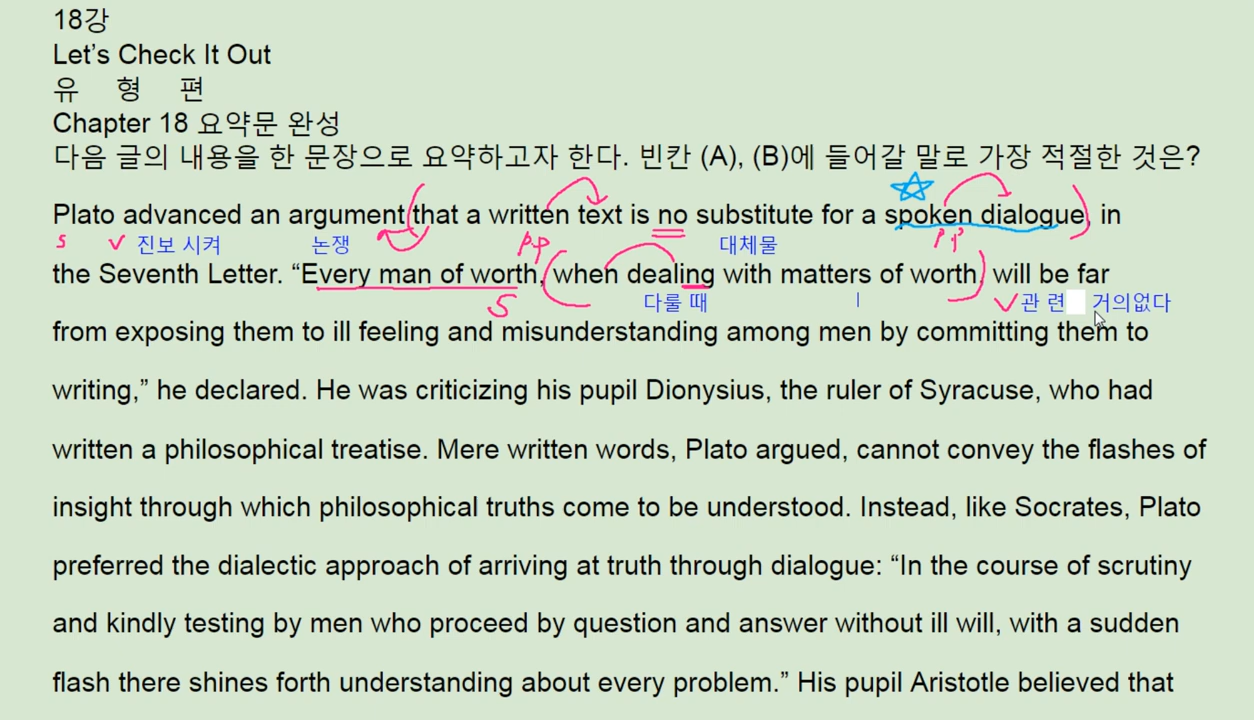 18강
Let's Check It Out
유 형 편
Chapter 18 요약문 완성
다음 글의 내용을 한 문장으로 요약하고자 한다. 빈칸 (A), (B)에 들어갈 말로 가장 적절한 것은?
Plato advanced an argument that a written text is no substitute for a spoken dialogue in
s v 진보 시켜 논쟁 p.p 대체물 p.p
the Seventh Letter. “Every man of worth, when dealing with matters of worth will be far
S 다룰 때 v 관 련 거의없다
from exposing them to ill feeling and misunderstanding among men by committing them to
writing,” he declared. He was criticizing his pupil Dionysius, the ruler of Syracuse, who had
written a philosophical treatise. Mere written words, Plato argued, cannot convey the flashes of
insight through which philosophical truths come to be understood. Instead, like Socrates, Plato
preferred the dialectic approach of arriving at truth through dialogue: “In the course of scrutiny
and kindly testing by men who proceed by question and answer without ill will, with a sudden
flash there shines forth understanding about every problem.” His pupil Aristotle believed that